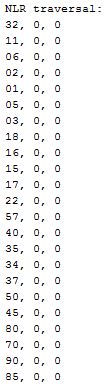 NLR traversal:
32, 0, 0
11, 0, 0
06, 0, 0
02, 0, 0
01, 0, 0
05, 0, 0
03, 0, 0
18, 0, 0
16, 0, 0
15, 0, 0
17, 0, 0
22, 0, 0
57, 0, 0
40, 0, 0
35, 0, 0
34, 0, 0
37, 0, 0
50, 0, 0
45, 0, 0
80, 0, 0
70, 0, 0
90, 0, 0
85, 0, 0